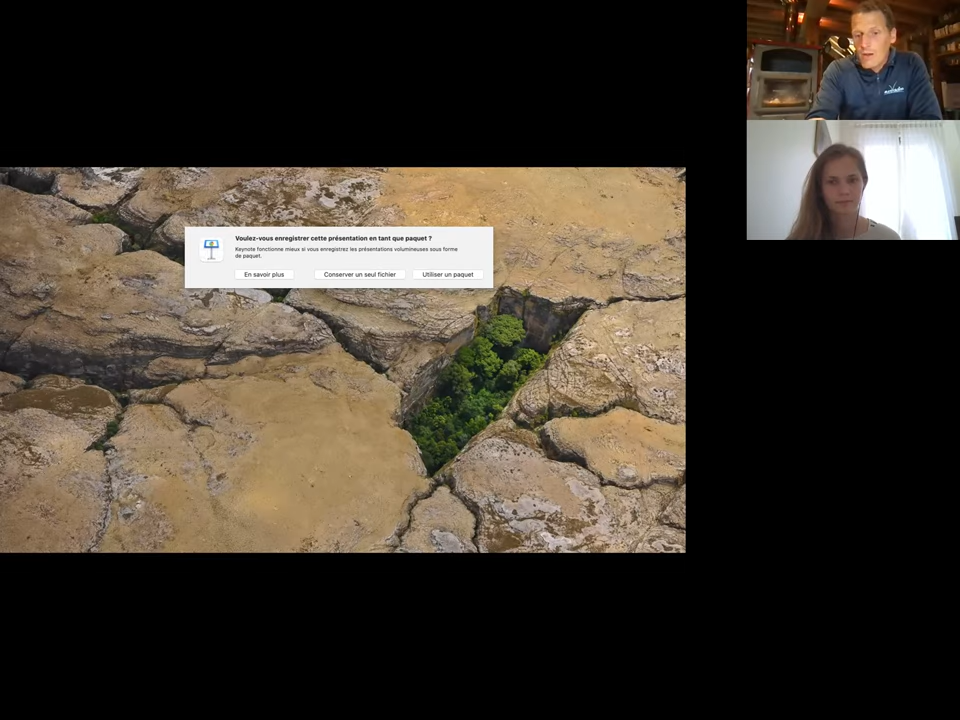 Voulez-vous enregistrer cette présentation en tant que paquet ?
Keynote fonctionne mieux si vous enregistrez les présentations volumineuses sous forme
de paquet.
En savoir plus
Conserver un seul fichier
Utiliser un paquet